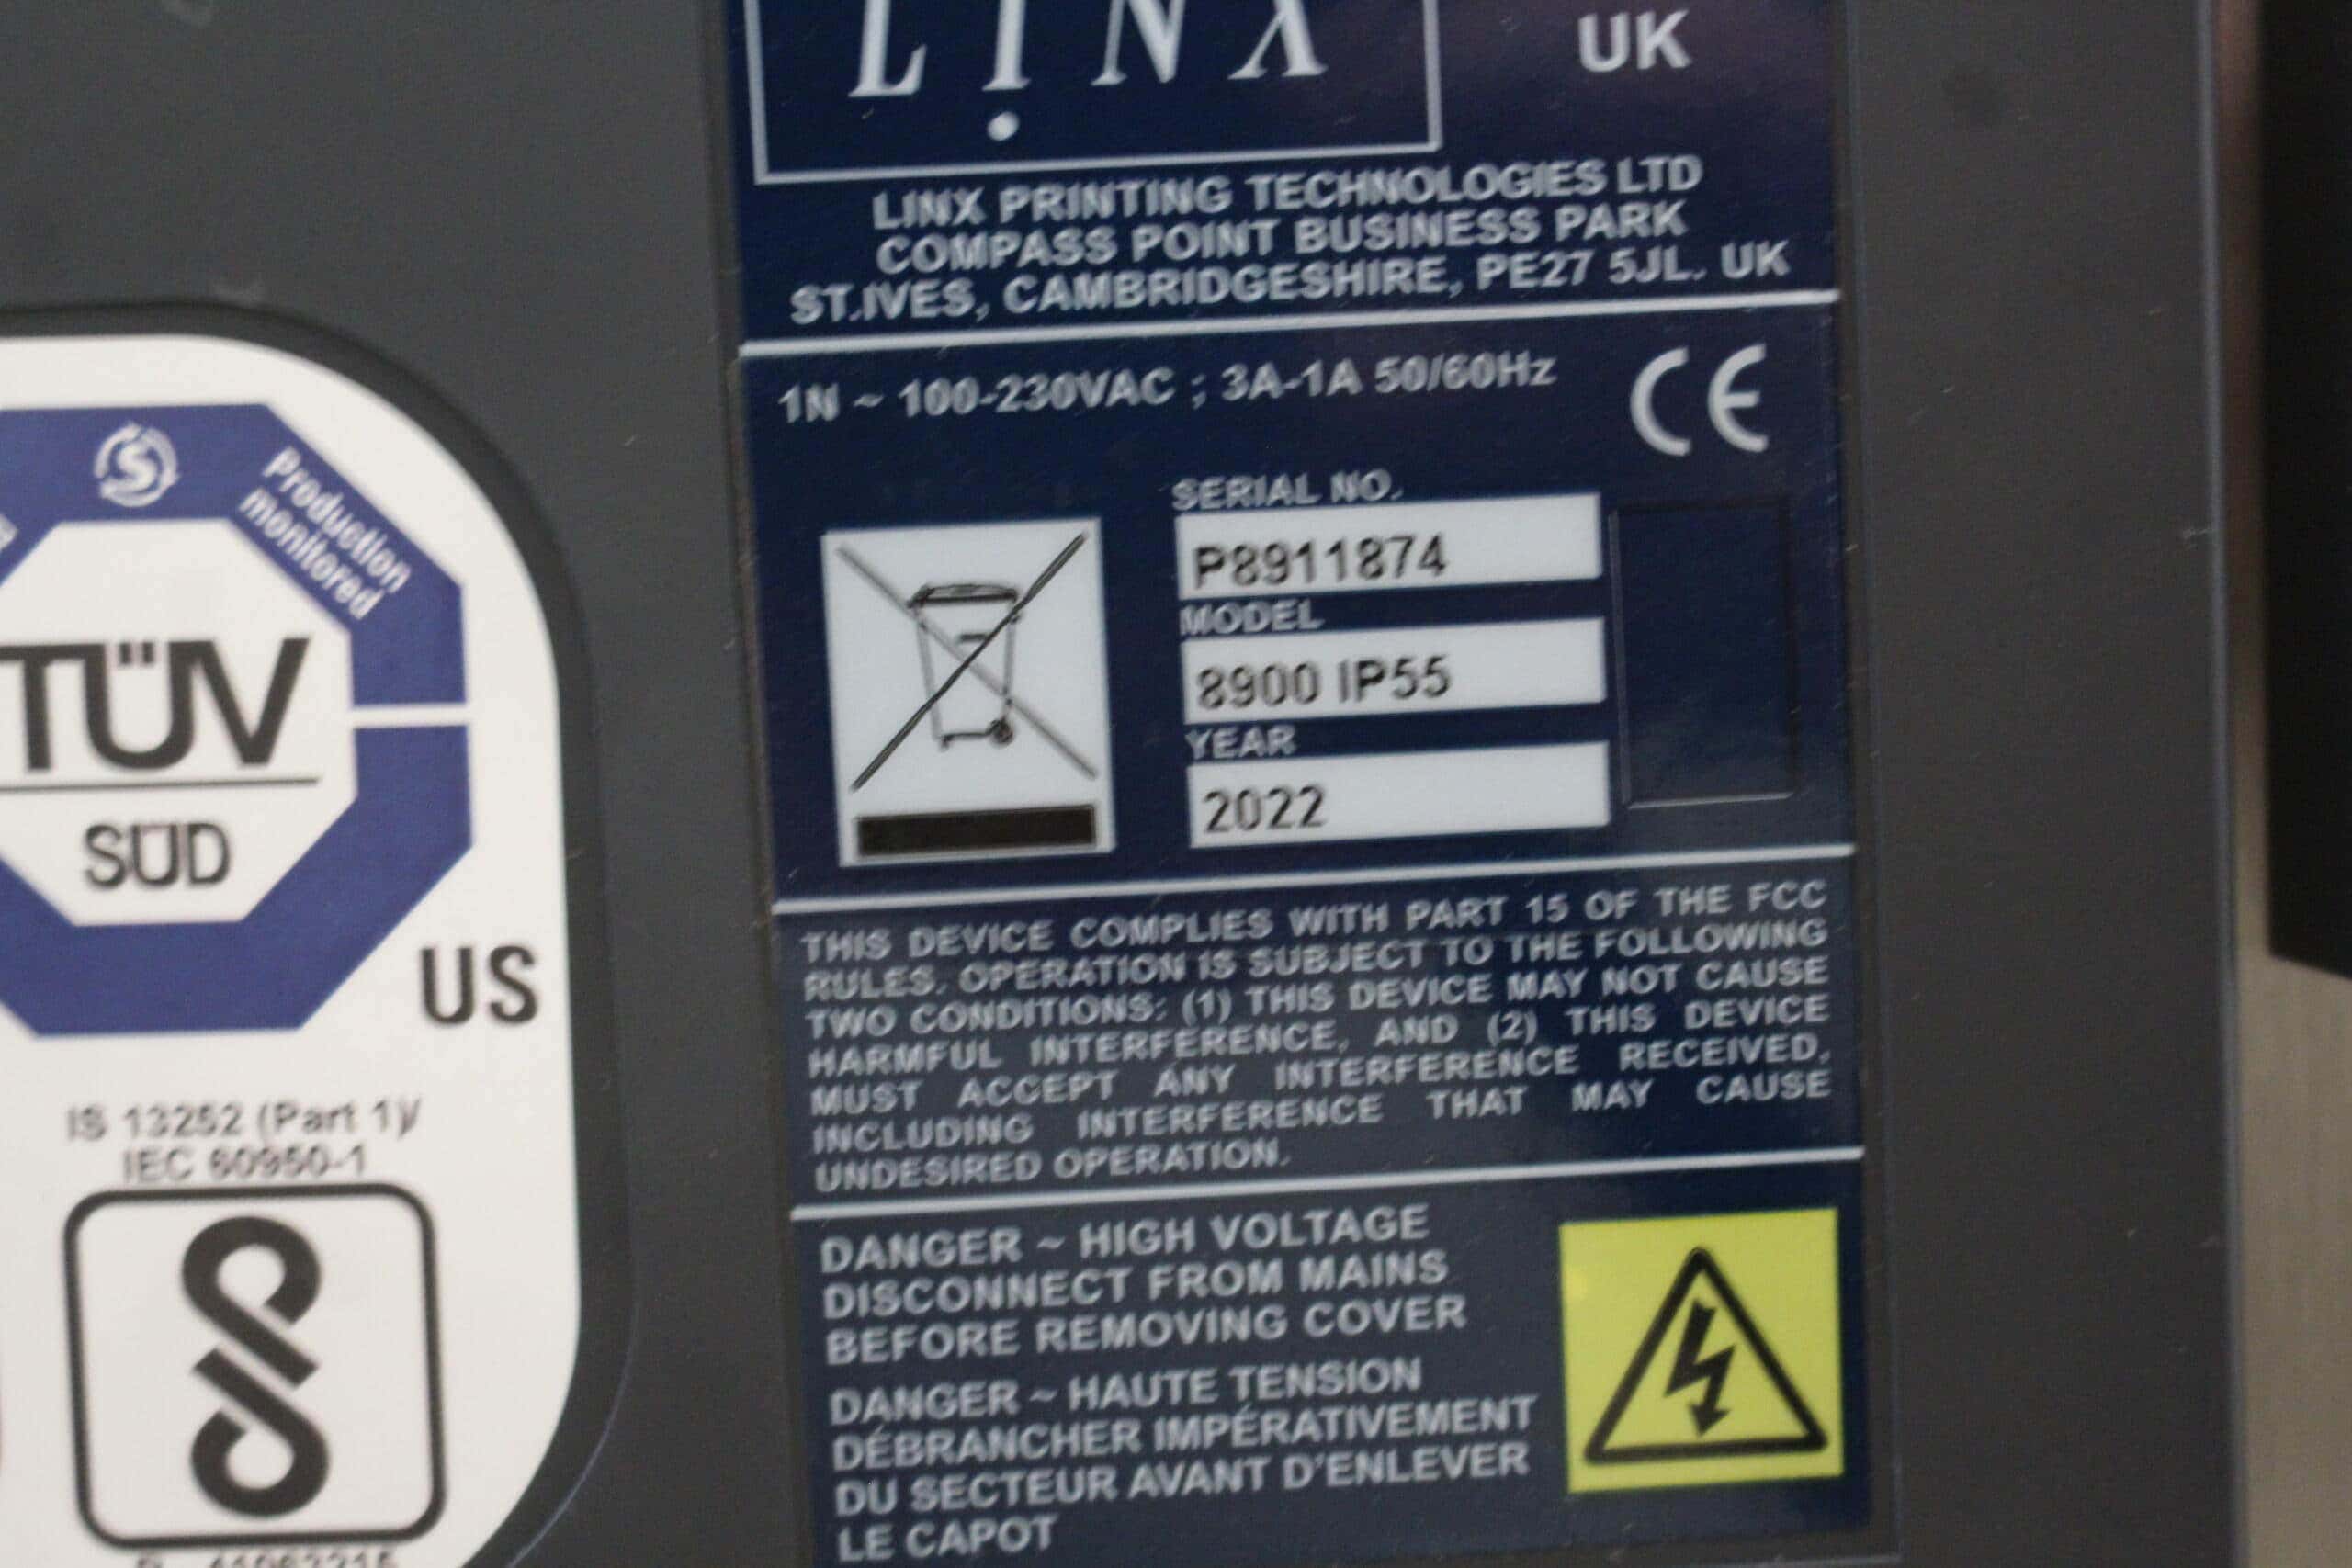 LINX
UK
LINX PRINTING TECHNOLOGIES LTD
COMPASS POINT BUSINESS PARK
ST.IVES, CAMBRIDGESHIRE, PE27 5JL. UK
1N ~ 100-230VAC ; 3A-1A 50/60Hz
CE
SERIAL NO.
P8911874
MODEL
8900 IP55
YEAR
2022
THIS DEVICE COMPLIES WITH PART 15 OF THE FCC
RULES. OPERATION IS SUBJECT TO THE FOLLOWING
TWO CONDITIONS: (1) THIS DEVICE MAY NOT CAUSE
HARMFUL INTERFERENCE, AND (2) THIS DEVICE
MUST ACCEPT ANY INTERFERENCE RECEIVED,
INCLUDING INTERFERENCE THAT MAY CAUSE
UNDESIRED OPERATION.
DANGER ~ HIGH VOLTAGE
DISCONNECT FROM MAINS
BEFORE REMOVING COVER
DANGER ~ HAUTE TENSION
DÉBRANCHER IMPÉRATIVEMENT
DU SECTEUR AVANT D'ENLEVER
LE CAPOT
S
Production
monitored
TÜV
SÜD
US
IS 13252 (Part 1)/
IEC 60950-1